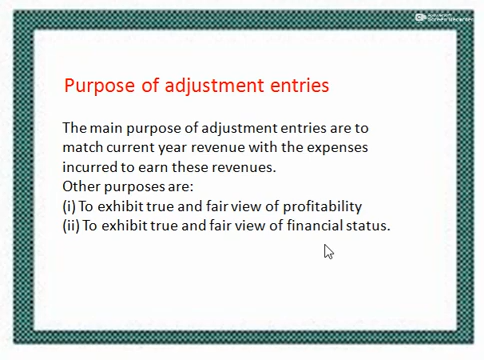 Purpose of adjustment entries
The main purpose of adjustment entries are to
match current year revenue with the expenses
incurred to earn these revenues.
Other purposes are:
(i) To exhibit true and fair view of profitability
(ii) To exhibit true and fair view of financial status.
Screen Recorder